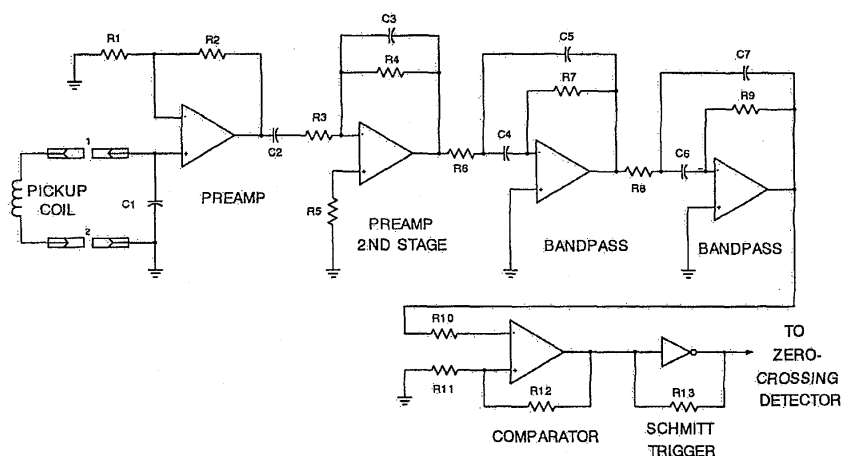 R1
R2
C3
R4
C5
R7
C7
R9
R3
C2
C4
R6
C6
R8
1
PICKUP
COIL
C1
PREAMP
R5
PREAMP
2ND STAGE
BANDPASS
BANDPASS
2
R10
R11
R12
COMPARATOR
R13
SCHMITT
TRIGGER
TO
ZERO-
CROSSING
DETECTOR